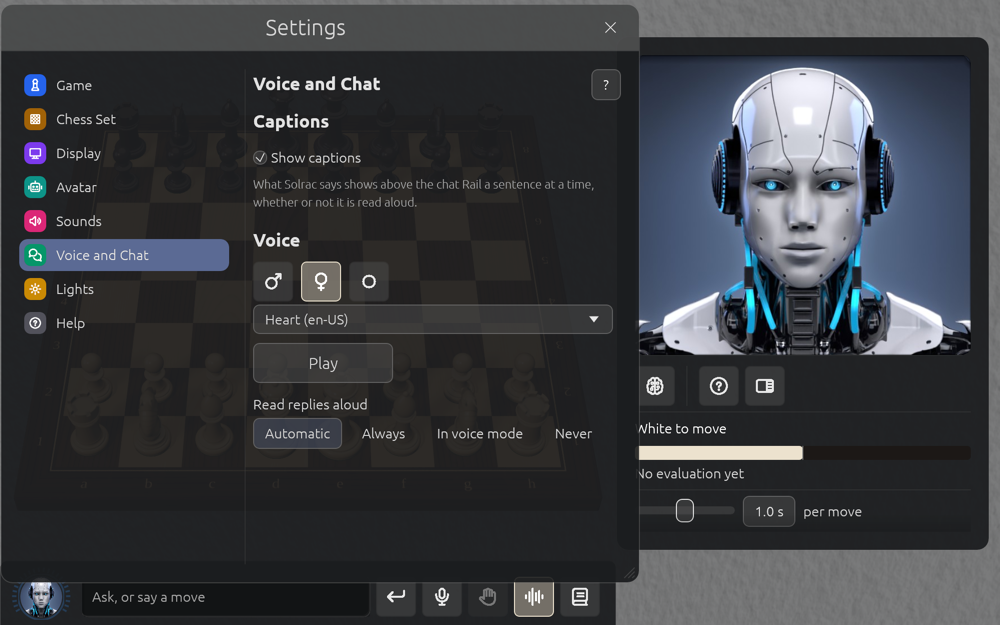 Settings
Game
Chess Set
Display
Avatar
Sounds
Voice and Chat
Lights
Help
Voice and Chat
?
Captions
Show captions
What Solrac says shows above the chat Rail a sentence at a time,
whether or not it is read aloud.
Voice
Heart (en-US)
Play
Read replies aloud
Automatic Always In voice mode Never
White to move
No evaluation yet
1.0 s per move
a b c d e f g h
Ask, or say a move